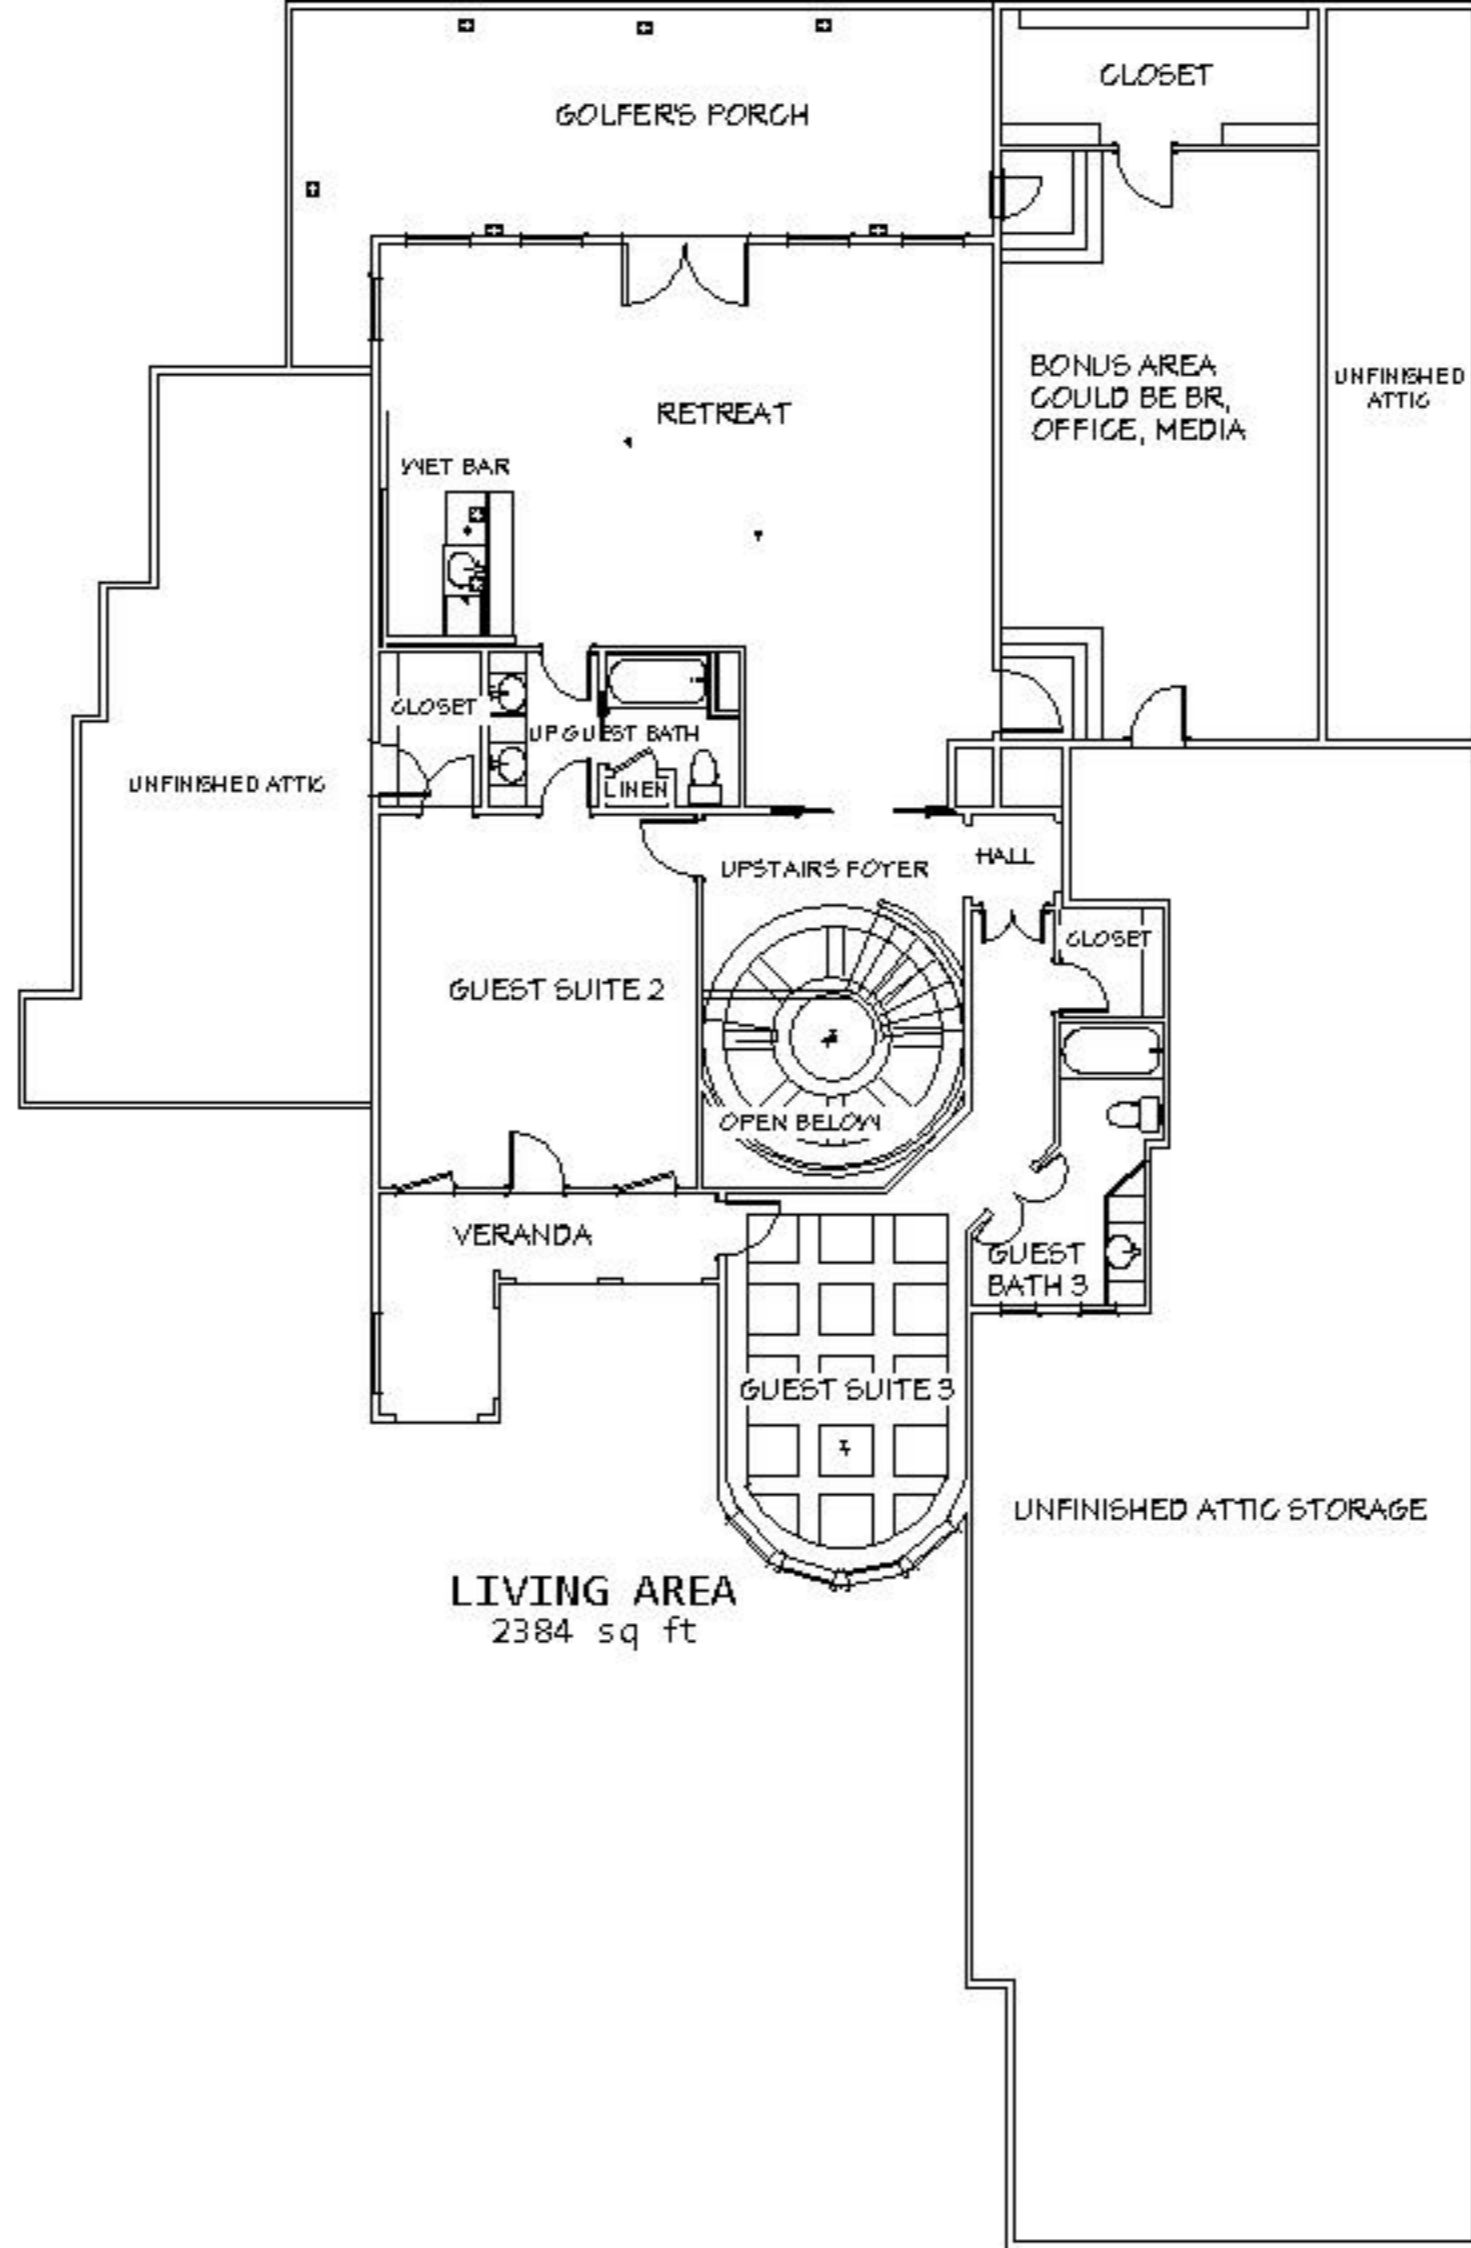 CLOSET
GOLFER'S PORCH
BONUS AREA
COULD BE BR,
OFFICE, MEDIA
UNFINISHED
ATTIC
RETREAT
WET BAR
CLOSET
UP GUEST BATH
LINEN
UNFINISHED ATTIC
UPSTAIRS FOYER
HALL
CLOSET
GUEST SUITE 2
OPEN BELOW
VERANDA
GUEST
BATH 3
GUEST SUITE 3
UNFINISHED ATTIC STORAGE
LIVING AREA
2384 sq ft